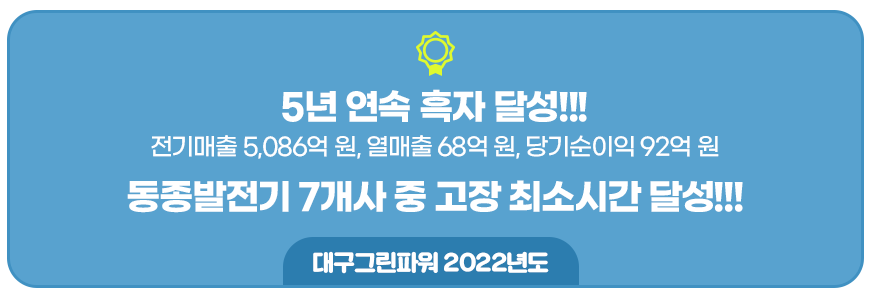 5년 연속 흑자 달성!!!
전기매출 5,086억 원, 열매출 68억 원, 당기순이익 92억 원
동종발전기 7개사 중 고장 최소시간 달성!!!
대구그린파워 2022년도